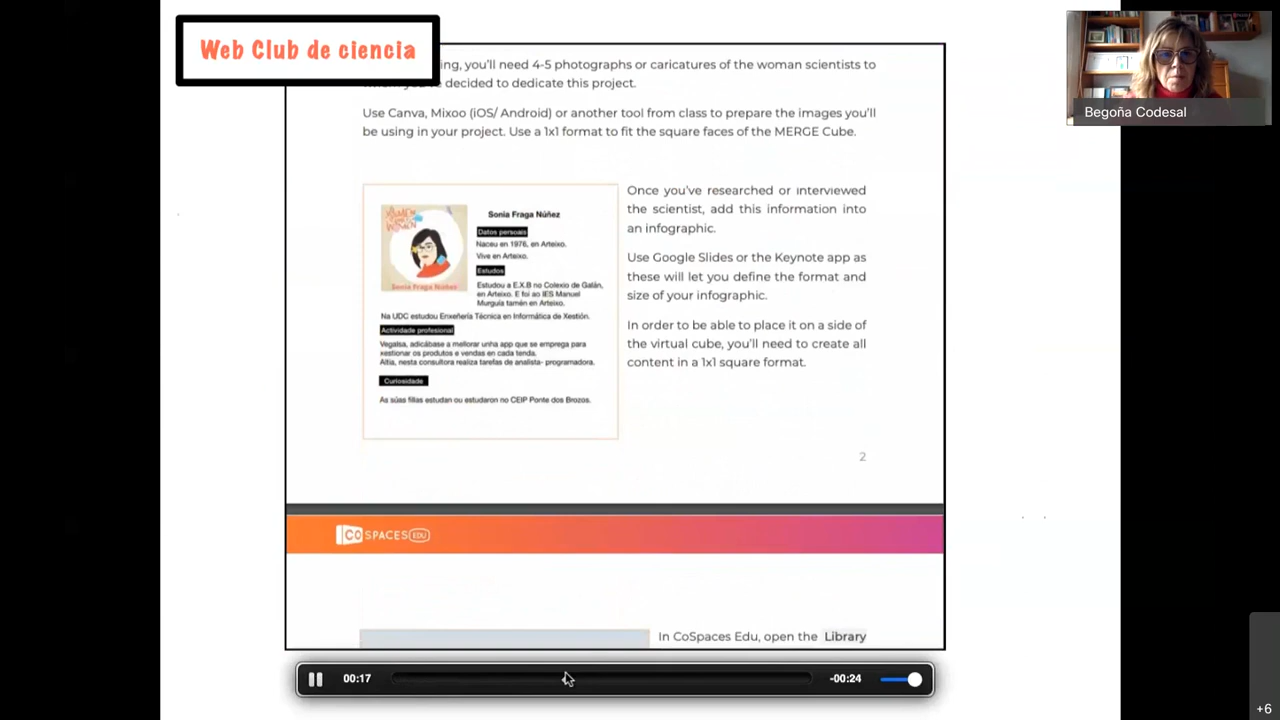 Web Club de ciencia
Begoña Codesal
ing, you'll need 4-5 photographs or caricatures of the woman scientists to
decided to dedicate this project.
Use Canva, Mixoo (iOS/ Android) or another tool from class to prepare the images you'll
be using in your project. Use a 1x1 format to fit the square faces of the MERGE Cube.
Sonia Fraga Núñez
Sonia Fraga Núñez
Datos persoais
Naceu en 1976, en Arteixo.
Vive en Arteixo.
Estudos
Estudou a E.X.B no Colexio de Galán,
en Arteixo. E foi ao IES Manuel
Murguía tamén en Arteixo.
Na UDC estudou Enxeñería Técnica en Informática de Xestión.
Actividade profesional
Vegalsa, adicábase a mellorar unha app que se emprega para
xestionar os produtos e vendas en cada tenda.
Altia, nesta consultora realiza tarefas de analista- programadora.
Curiosidade
As súas fillas estudan ou estudaron no CEIP Ponte dos Brozos.
Once you've researched or interviewed
the scientist, add this information into
an infographic.
Use Google Slides or the Keynote app as
these will let you define the format and
size of your infographic.
In order to be able to place it on a side of
the virtual cube, you'll need to create all
content in a 1x1 square format.
2
CO SPACES EDU
In CoSpaces Edu, open the Library
00:17
-00:24
+6